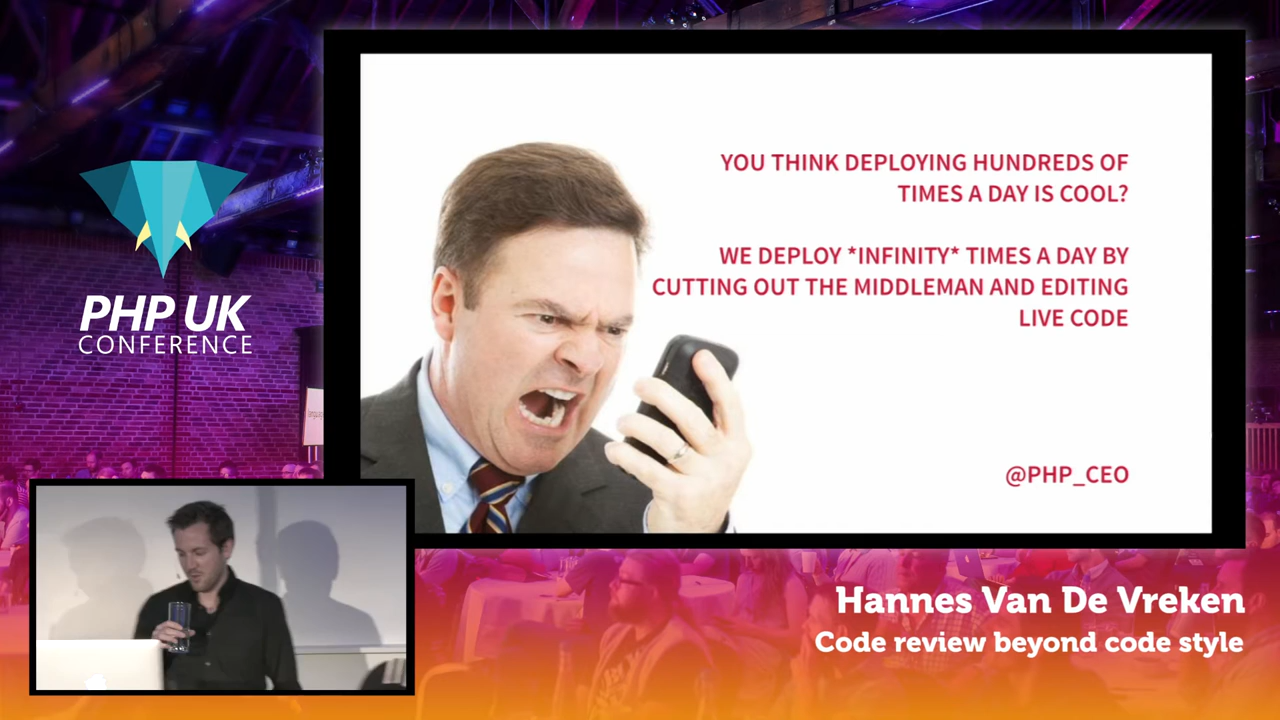 YOU THINK DEPLOYING HUNDREDS OF
TIMES A DAY IS COOL?
WE DEPLOY *INFINITY* TIMES A DAY BY
CUTTING OUT THE MIDDLEMAN AND EDITING
LIVE CODE
@PHP_CEO
PHP UK
CONFERENCE
Hannes Van De Vreken
Code review beyond code style